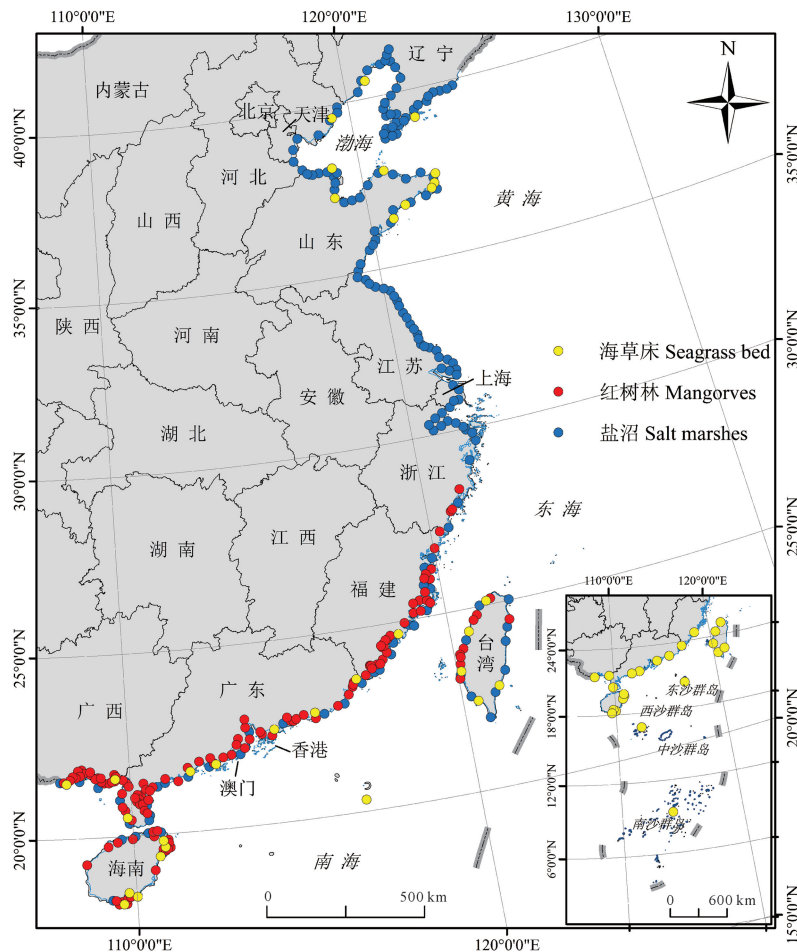 110°0'0"E
120°0'0"E
130°0'0"E
辽 宁
N
内蒙古
北京
天津
40°0'0"N
渤海
35°0'0"N
河 北
黄 海
山 西
山 东
35°0'0"N
陕 西
河 南
30°0'0"N
江 苏
海草床 Seagrass bed
上海
安 徽
红树林 Mangorves
湖 北
盐沼 Salt marshes
浙 江
30°0'0"N
东 海
25°0'0"N
湖 南
江 西
福 建
110°0'0"E
120°0'0"E
台
湾
24°0'0"N
25°0'0"N
广 东
东沙群岛
广 西
西沙群岛
20°0'0"N
18°0'0"N
香港
中沙群岛
澳门
12°0'0"N
南沙群岛
20°0'0"N
海南
南 海
6°0'0"N
0
500 km
0
600 km
15°0'0"N
110°0'0"E
120°0'0"E